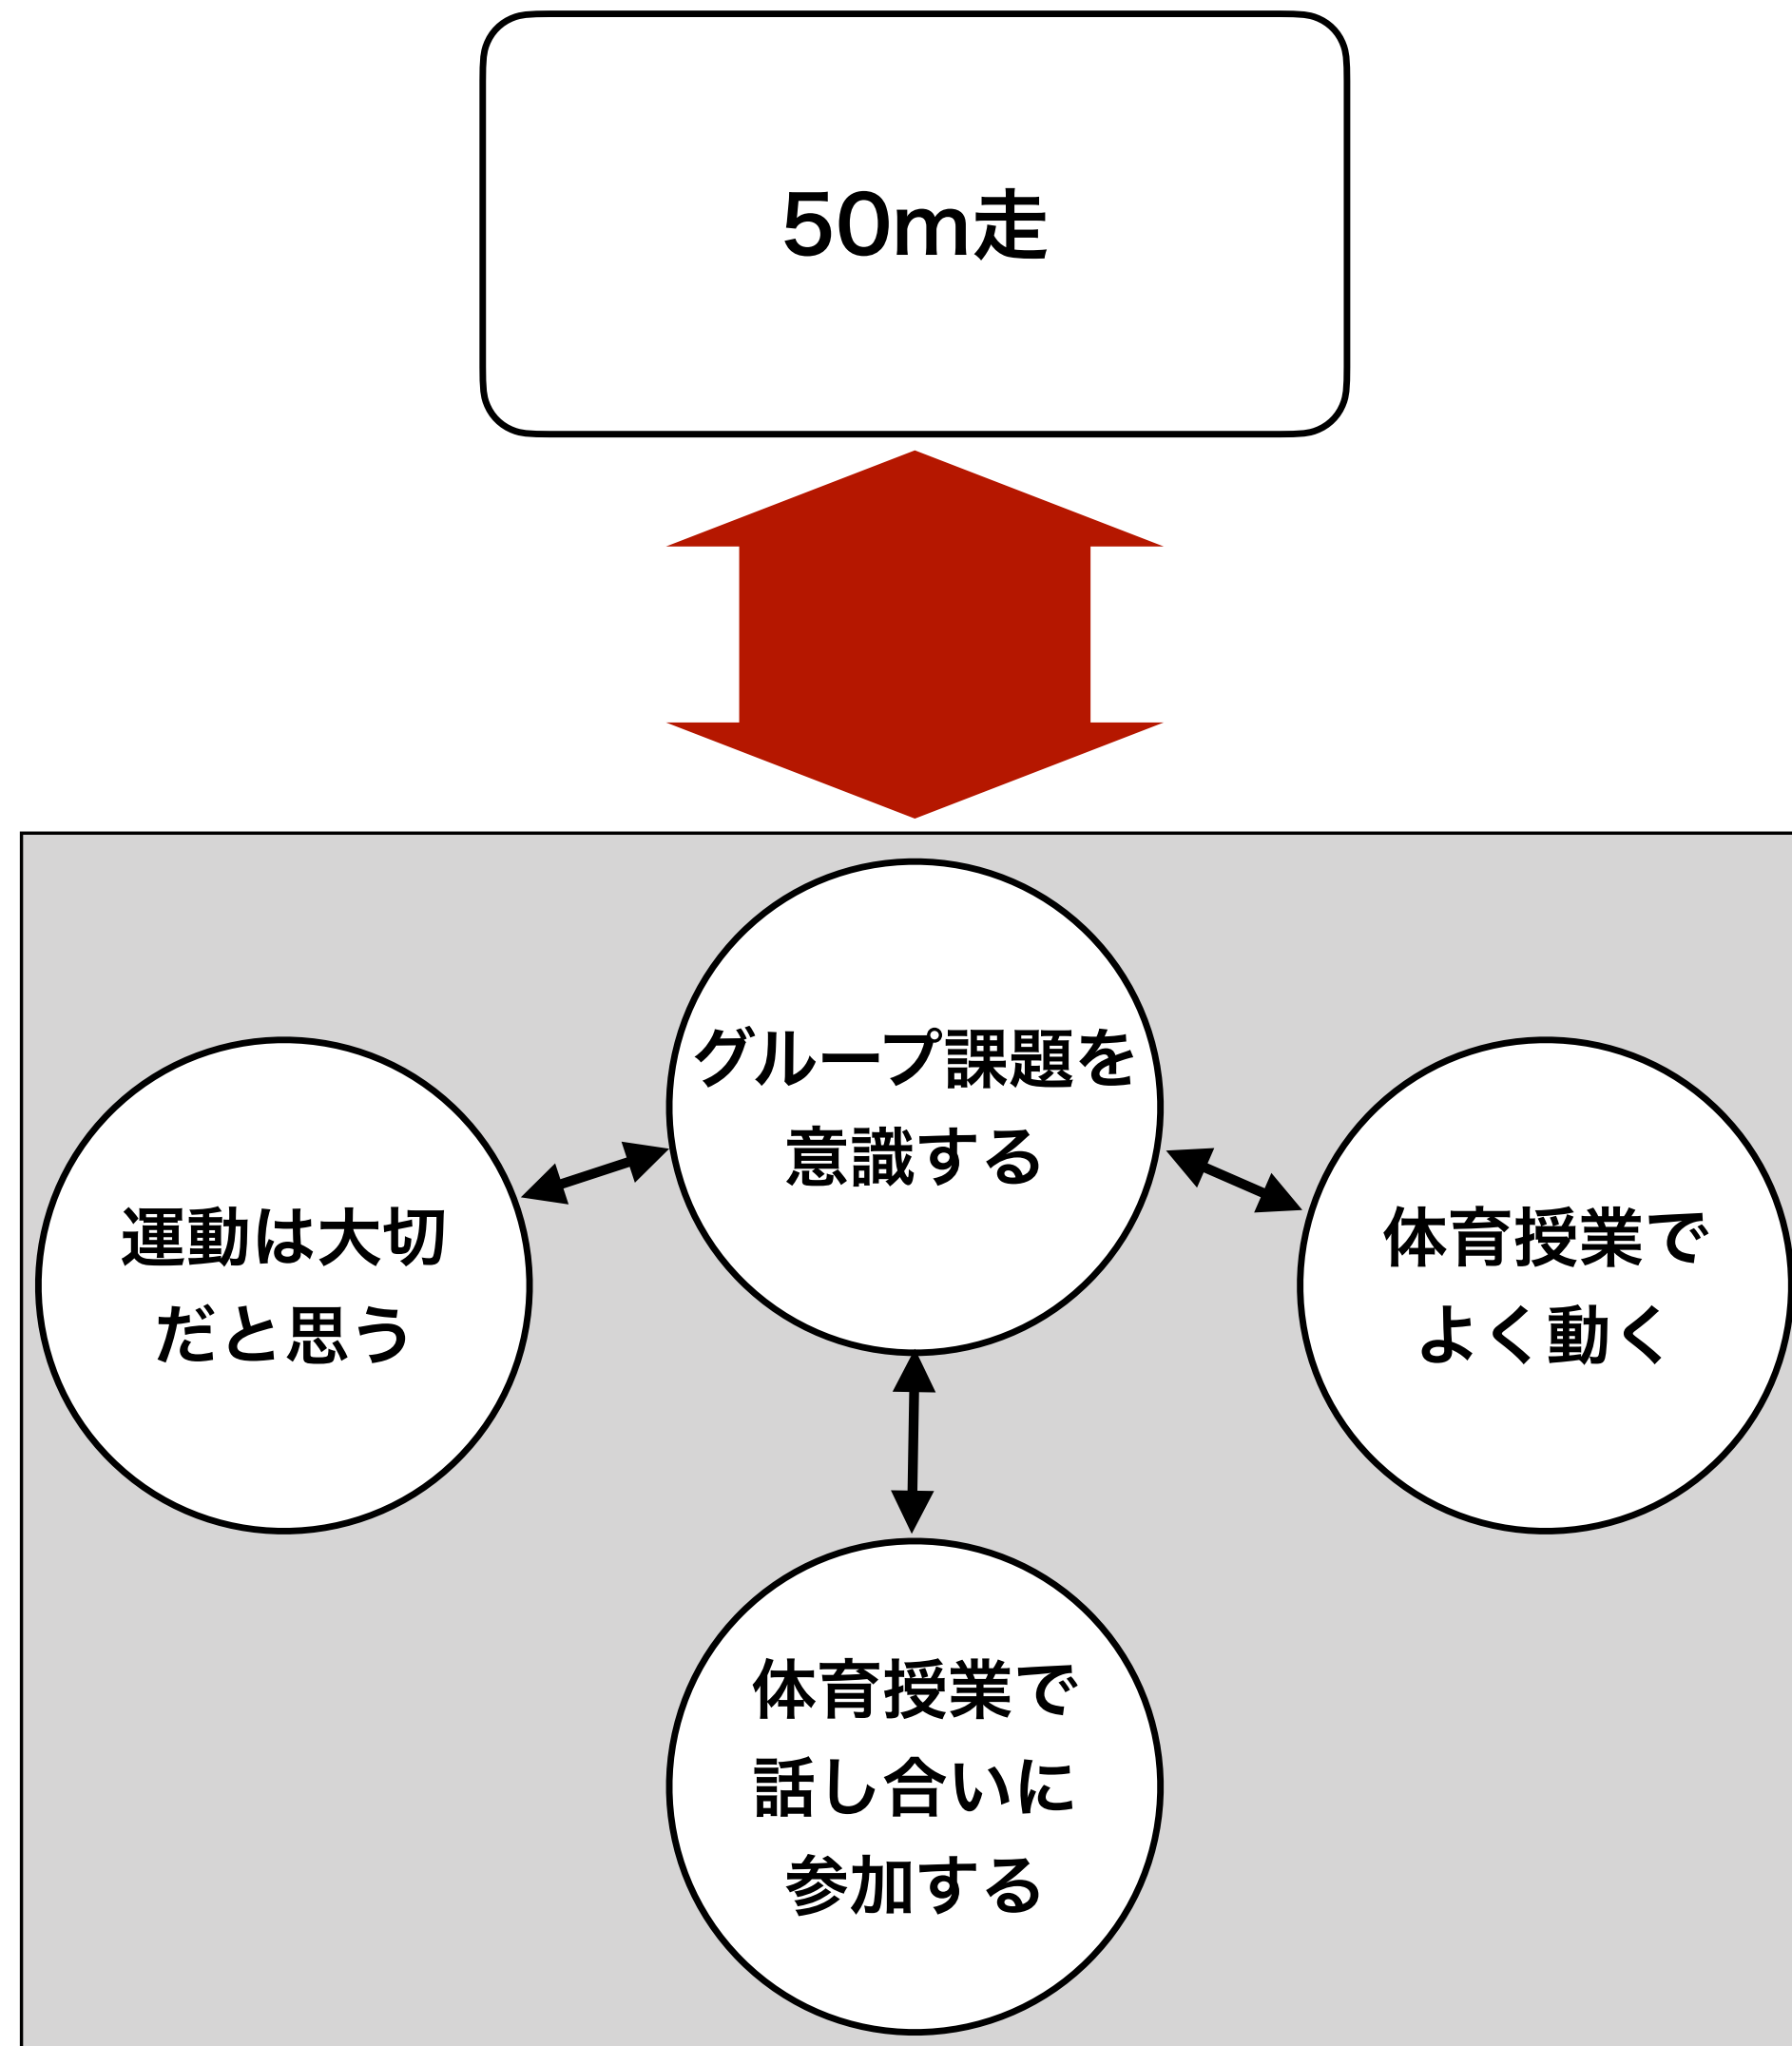 50m走
グループ課題を
意識する
運動は大切
だと思う
体育授業で
よく動く
体育授業で
話し合いに
参加する